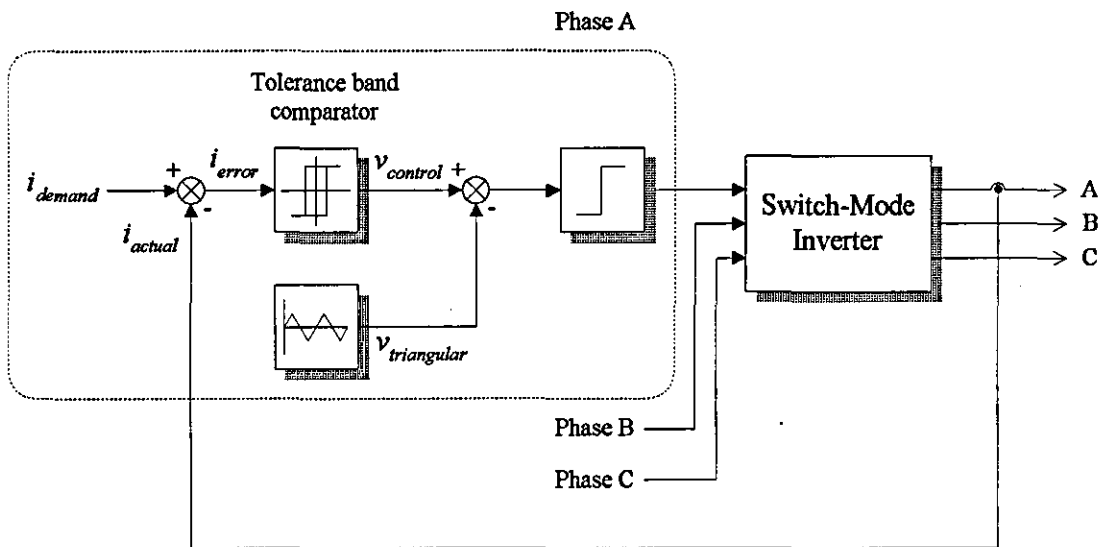 Phase A
Tolerance band
comparator
i_demand
+
-
i_error
i_actual
v_control
+
-
v_triangular
Switch-Mode
Inverter
A
B
C
Phase B
Phase C